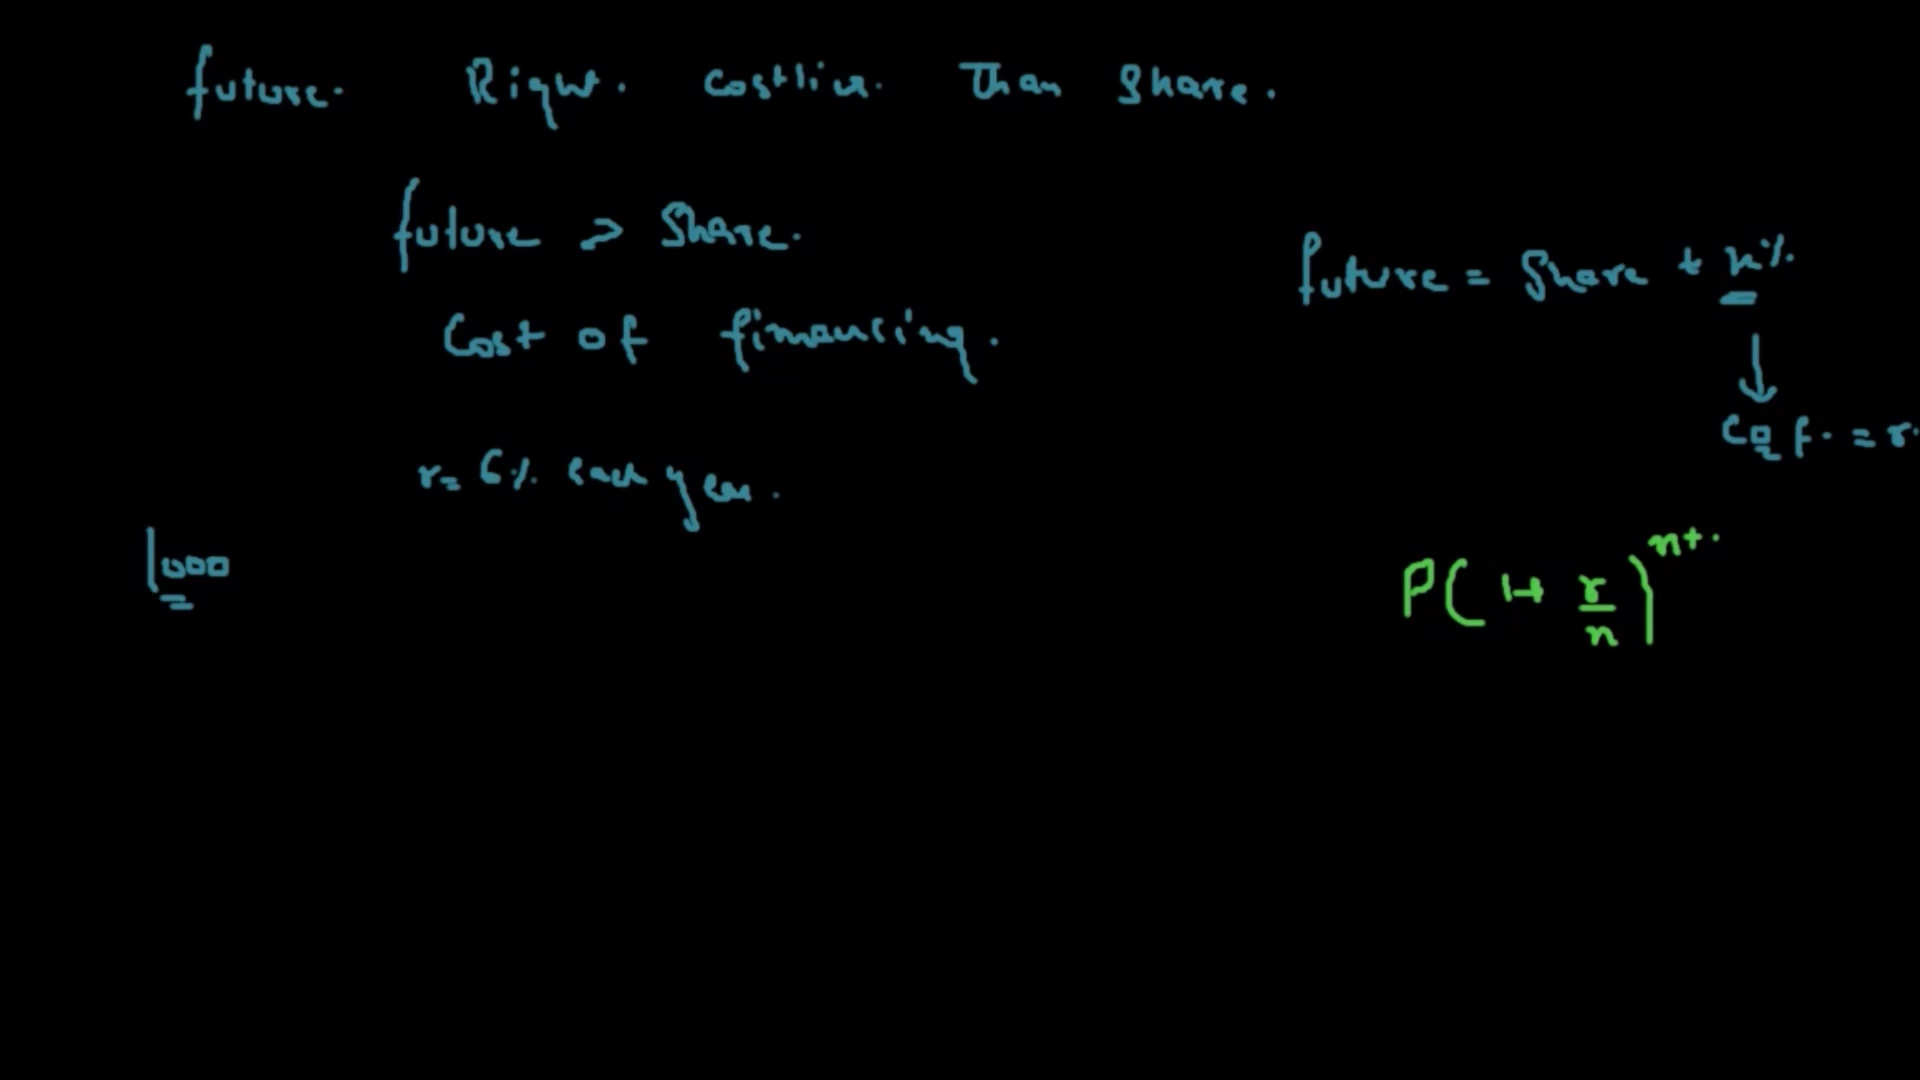 future. Right. costlier. Than Share.
future > Share.
future = Share + x%
Cost of financing.
COf. = r.
r= 6% each year.
1000
P(1+ r/n)^nt.